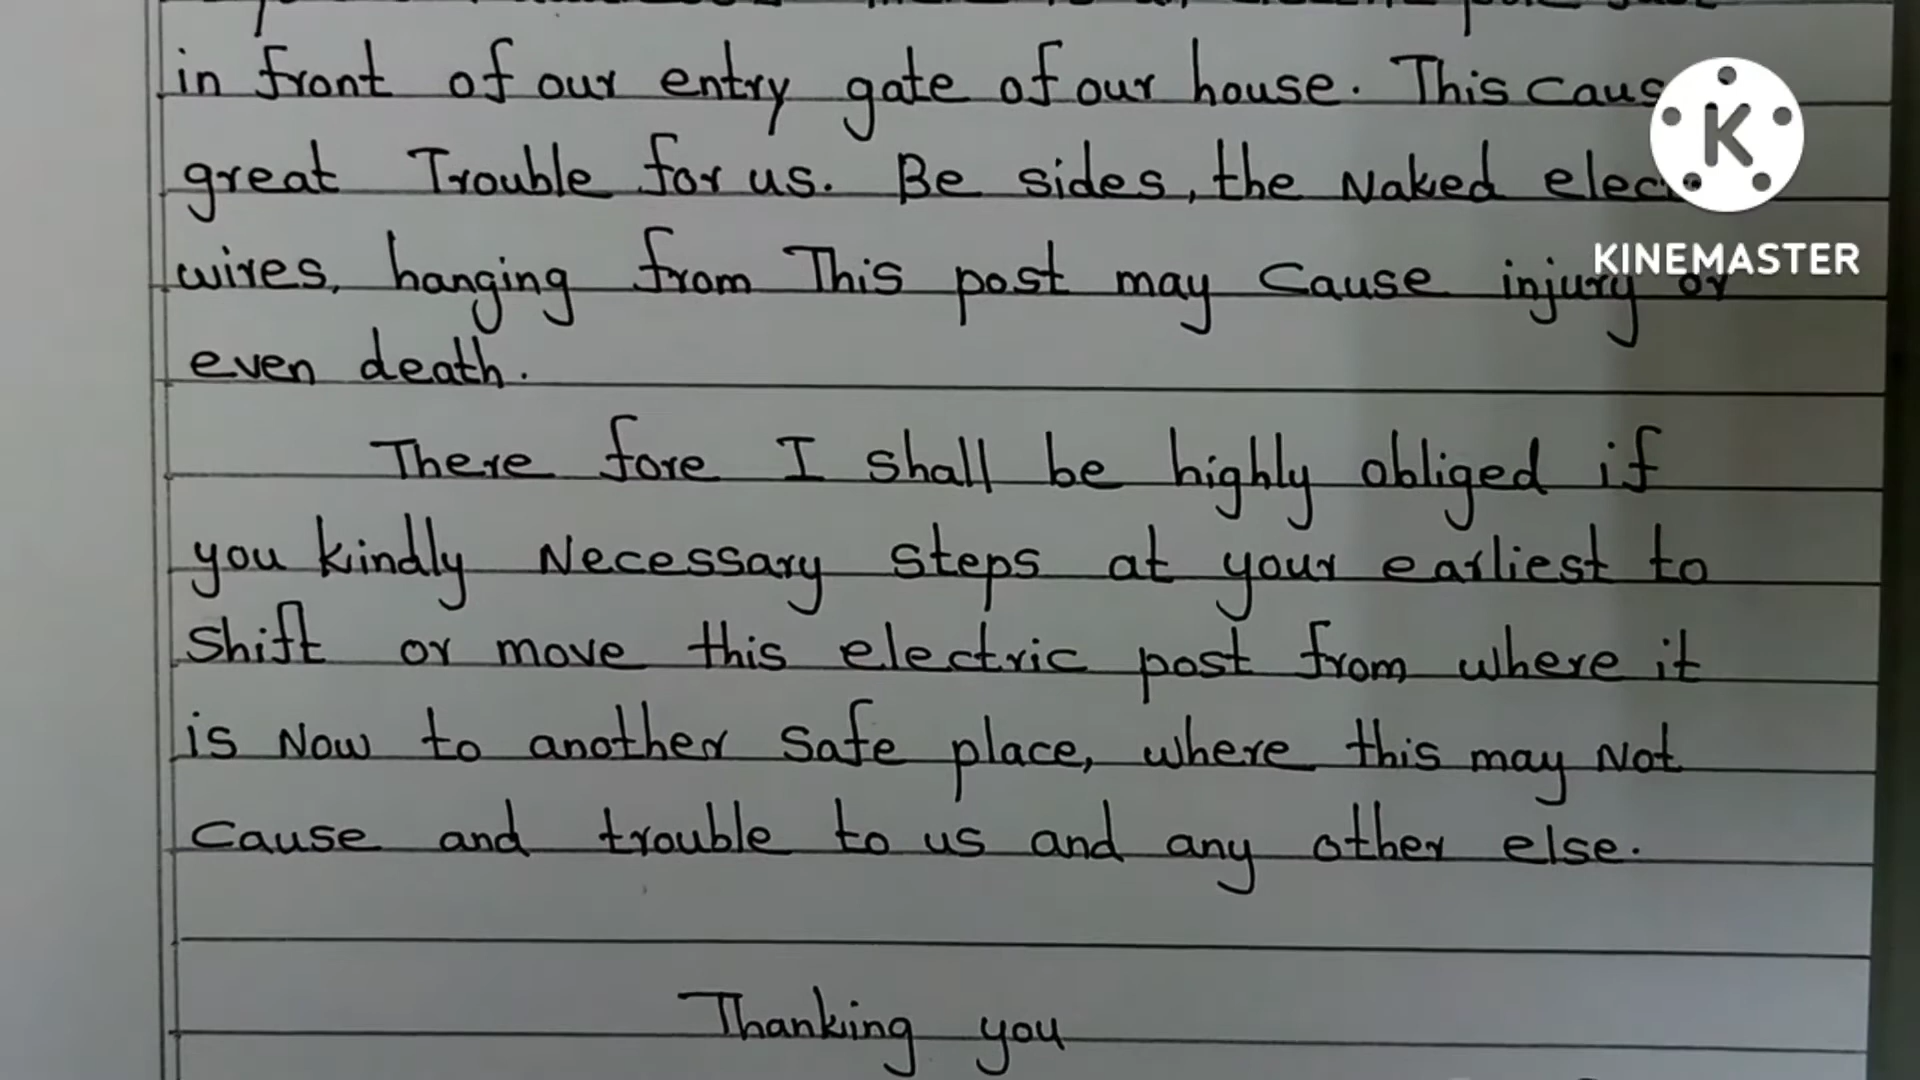 in front of our entry gate of our house. This caus
great Trouble for us. Be sides, the Naked elec
wires, hanging from This post may Cause injury or
even death.
There fore I shall be highly obliged if
you kindly Necessary steps at your earliest to
Shift or move this electric post from where it
is Now to another safe place, where this may Not
Cause and trouble to us and any other else.
Thanking you
K
KINEMASTER